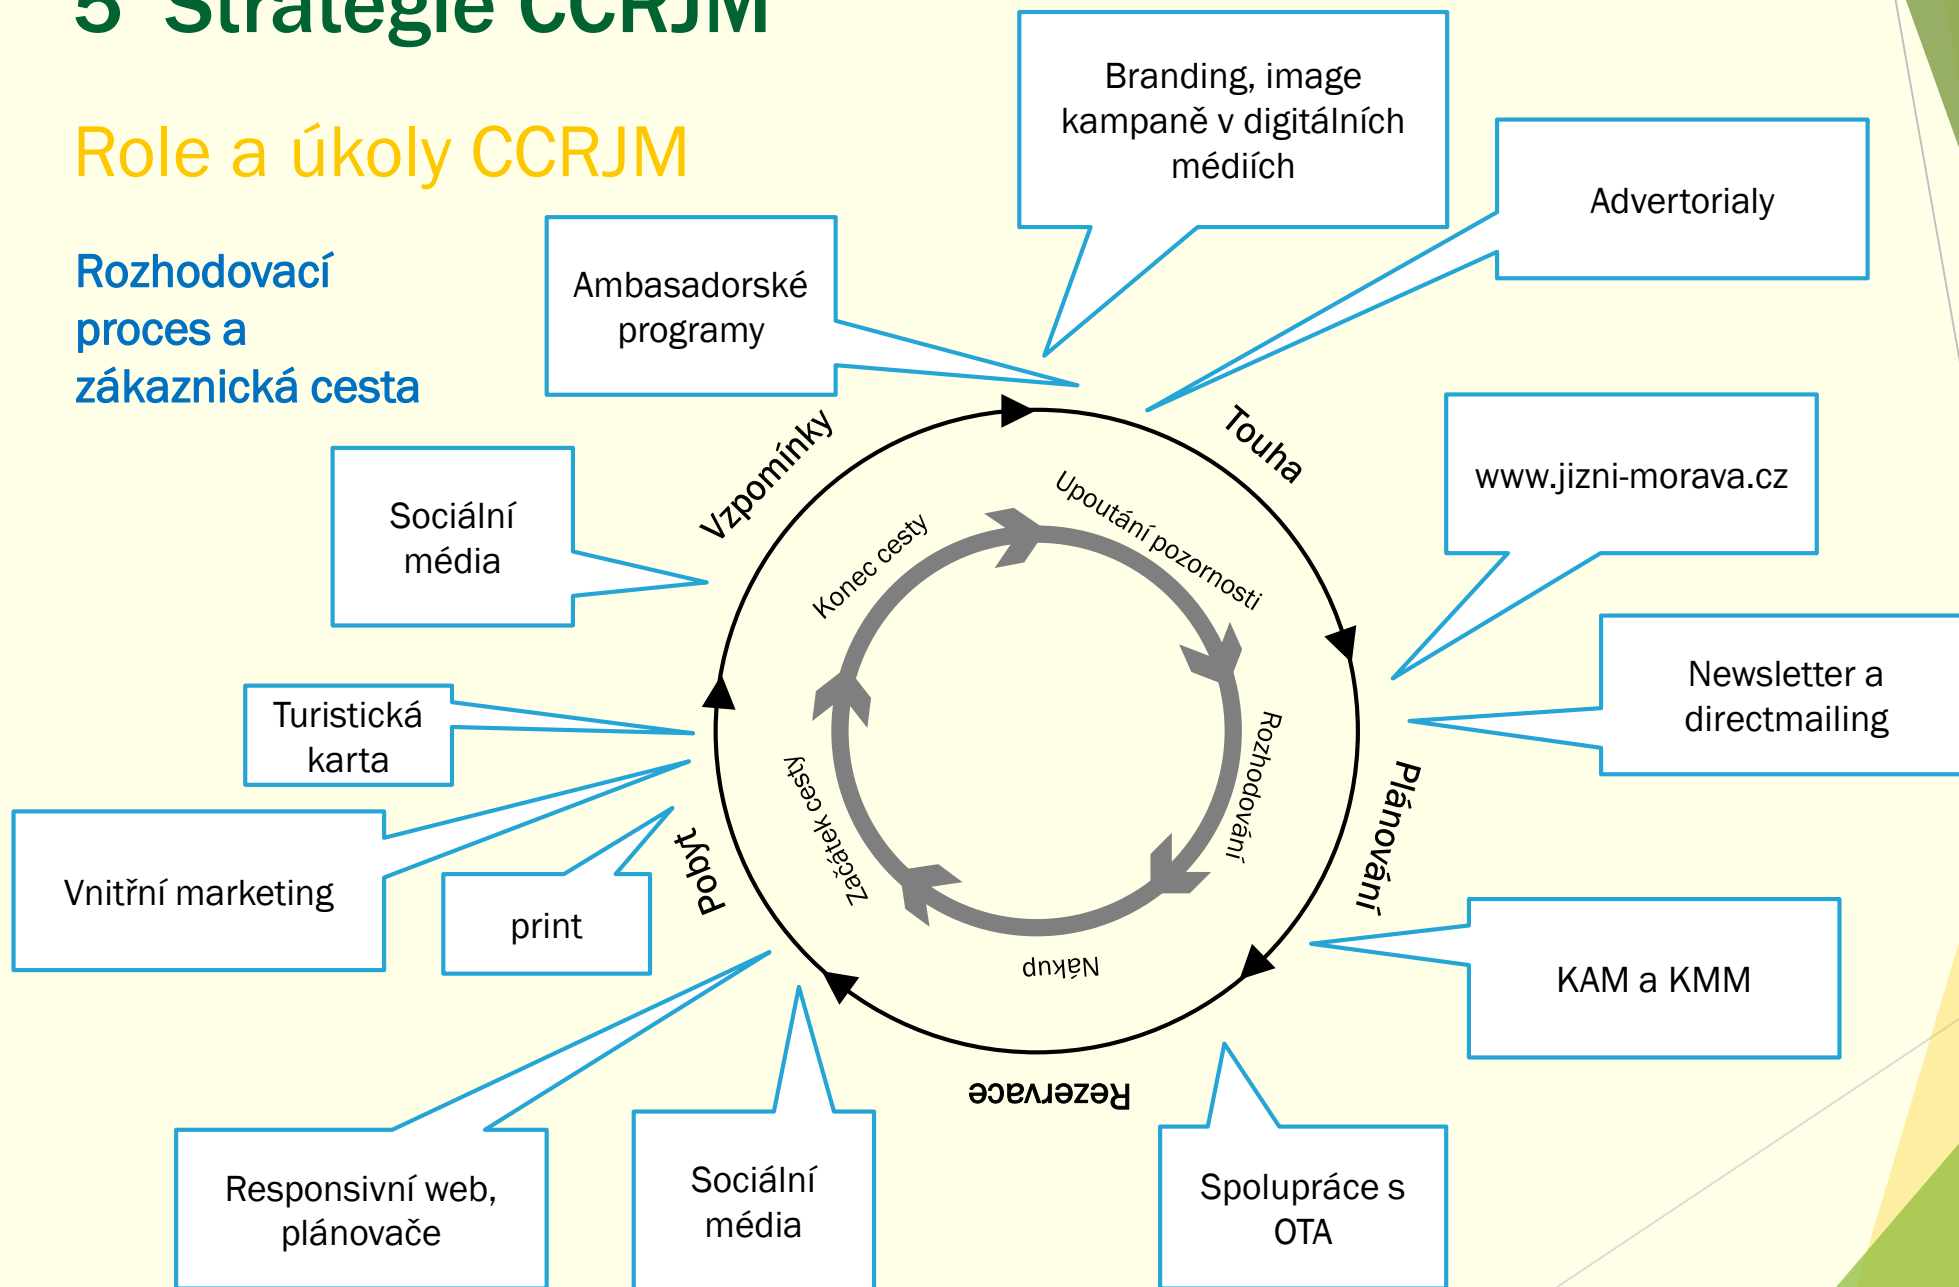 5 Strategie CCRJM
Role a úkoly CCRJM
Rozhodovací
proces a
zákaznická cesta
Branding, image
kampaně v digitálních
médiích
Advertorialy
Ambasadorské
programy
www.jizni-morava.cz
Sociální
média
Newsletter a
directmailing
Turistická
karta
Vnitřní marketing
print
KAM a KMM
Responsivní web,
plánovače
Sociální
média
Spolupráce s
OTA
Touha
Plánování
Rezervace
Pobyt
Vzpomínky
Upoutání pozornosti
Rozhodování
Nákup
Začátek cesty
Konec cesty